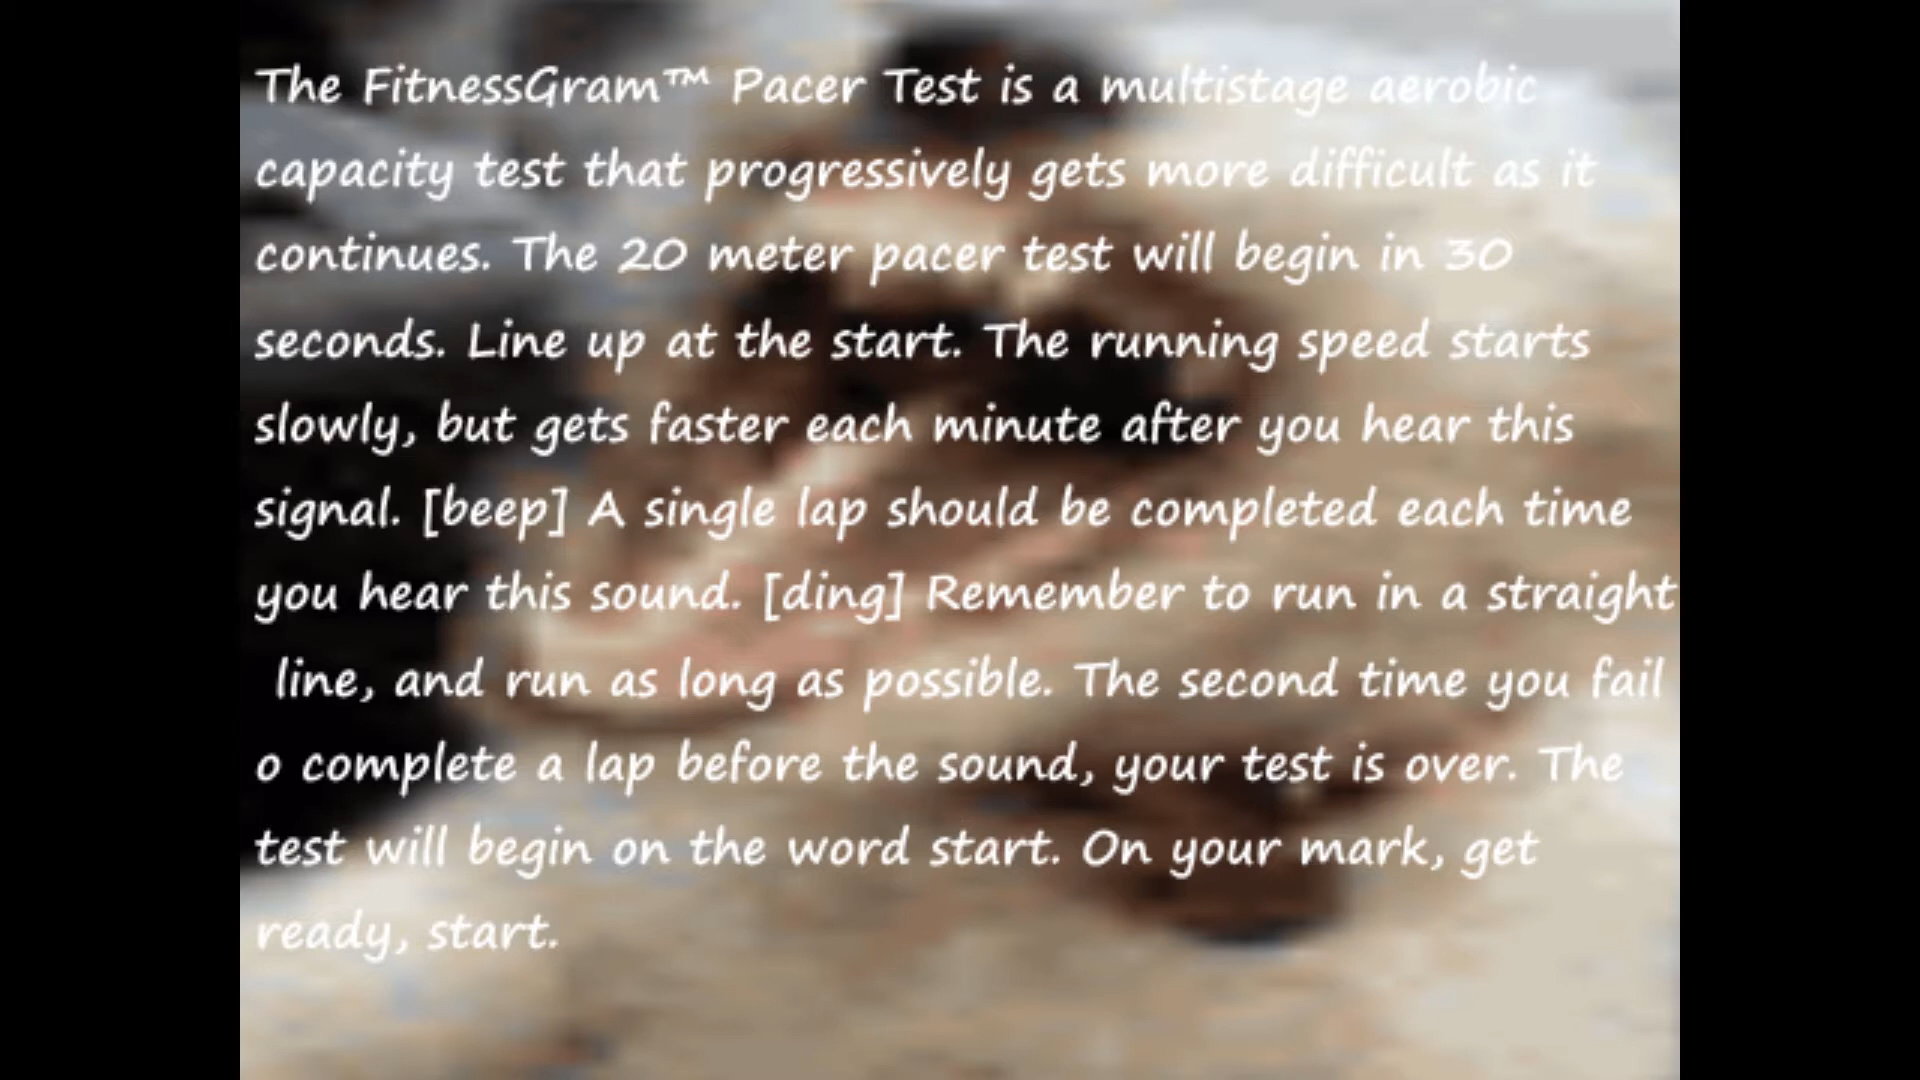 The FitnessGram™ Pacer Test is a multistage aerobic
capacity test that progressively gets more difficult as it
continues. The 20 meter pacer test will begin in 30
seconds. Line up at the start. The running speed starts
slowly, but gets faster each minute after you hear this
signal. [beep] A single lap should be completed each time
you hear this sound. [ding] Remember to run in a straight
line, and run as long as possible. The second time you fail
o complete a lap before the sound, your test is over. The
test will begin on the word start. On your mark, get
ready, start.